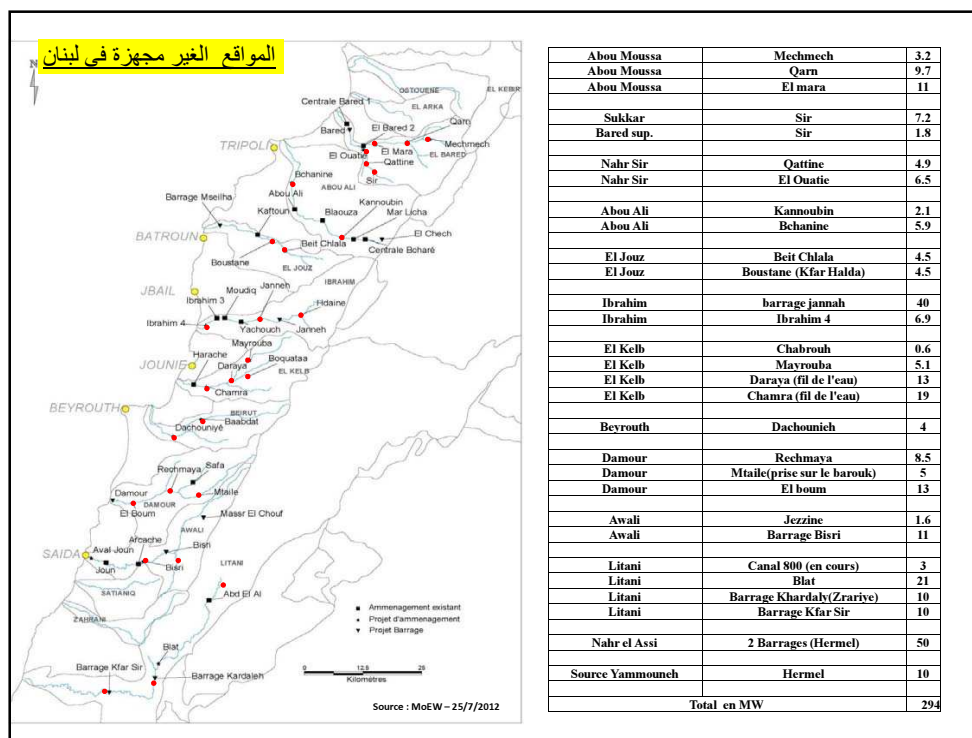 المواقع الغير مجهزة في لبنان
N
OSTOUENE
EL KEBIR
Centrale Bared 1
EL ARKA
Bared
El Bared 2
Qarn
TRIPOLI
El Ouatie
El Mara
Mechmech
EL BARED
Qattine
Bchanine
Sir
ABOU ALI
Abou Ali
Kannoubin
Barrage Mseilha
Kaftoun
Blaouza
Mar Licha
El Chech
BATROUN
Centrale Bcharé
Beit Chlala
Boustane
EL JOUZ
IBRAHIM
JBAIL
Moudiq
Janneh
Hdaine
Ibrahim 3
Ibrahim 4
Yachouch
Janneh
Mayrouba
Harache
Daraya
Boquataa
JOUNIE
EL KELB
Chamra
BEYROUTH
BEIRUT
Baabdat
Dachouniyé
Rechmaya
Safa
Damour
Mtaile
DAMOUR
El Boum
Massr El Chouf
Arcache
AWALI
SAIDA
Aval Joun
Bisri
Joun
Bisri
LITANI
SATIANIQ
Abd El Al
ZAHRANI
Ammenagement existant
Projet d'ammenagement
Projet Barrage
Blat
Barrage Kfar Sir
Barrage Kardaleh
0 12.5 25
Kilométres
Source : MoEW – 25/7/2012
Abou Moussa Mechmech 3.2
Abou Moussa Qarn 9.7
Abou Moussa El mara 11
Sukkar Sir 7.2
Bared sup. Sir 1.8
Nahr Sir Qattine 4.9
Nahr Sir El Ouatie 6.5
Abou Ali Kannoubin 2.1
Abou Ali Bchanine 5.9
El Jouz Beit Chlala 4.5
El Jouz Boustane (Kfar Halda) 4.5
Ibrahim barrage jannah 40
Ibrahim Ibrahim 4 6.9
El Kelb Chabrouh 0.6
El Kelb Mayrouba 5.1
El Kelb Daraya (fil de l'eau) 13
El Kelb Chamra (fil de l'eau) 19
Beyrouth Dachounieh 4
Damour Rechmaya 8.5
Damour Mtaile(prise sur le barouk) 5
Damour El boum 13
Awali Jezzine 1.6
Awali Barrage Bisri 11
Litani Canal 800 (en cours) 3
Litani Blat 21
Litani Barrage Khardaly(Zrariye) 10
Litani Barrage Kfar Sir 10
Nahr el Assi 2 Barrages (Hermel) 50
Source Yammouneh Hermel 10
Total en MW 294